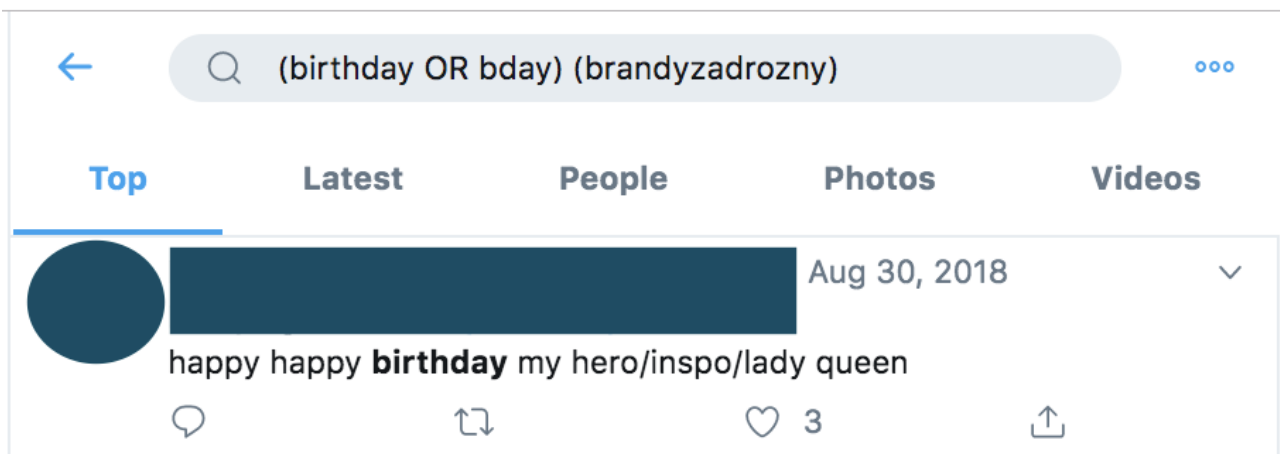 (birthday OR bday) (brandyzadrozny)
Top Latest People Photos Videos
Aug 30, 2018
happy happy birthday my hero/inspo/lady queen
3